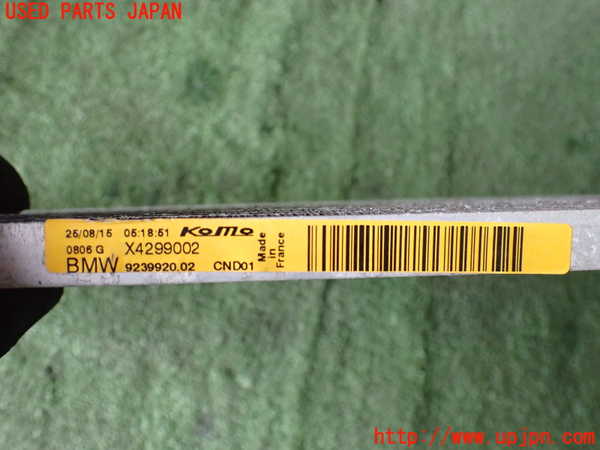 USED PARTS JAPAN
25/08/15 05:18:51 KOMO
0806 G X4299002
BMW 9239920.02 CND01
Made in France
http://www.upjpn.com